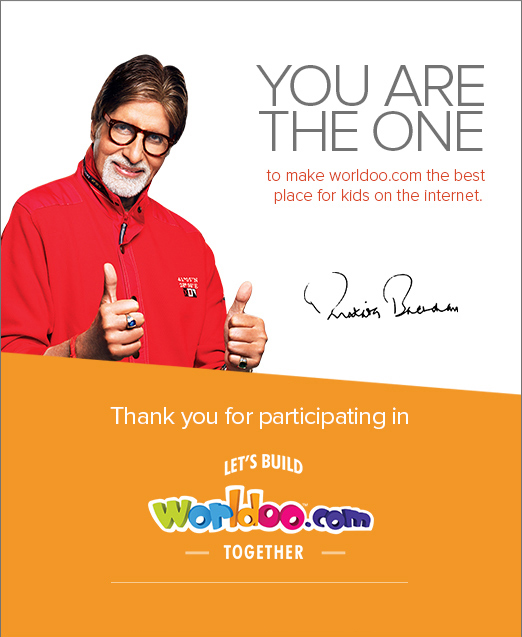 YOU ARE
THE ONE
to make worldoo.com the best
place for kids on the internet.
Thank you for participating in
LET'S BUILD
worldoo.com
TOGETHER